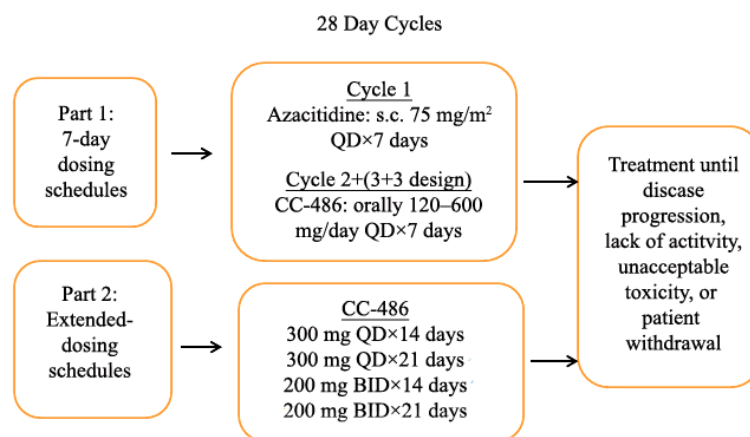 28 Day Cycles
Part 1:
7-day
dosing
schedules
Cycle 1
Azacitidine: s.c. 75 mg/m²
QD×7 days
Cycle 2+(3+3 design)
CC-486: orally 120–600
mg/day QD×7 days
Part 2:
Extended-
dosing
schedules
CC-486
300 mg QD×14 days
300 mg QD×21 days
200 mg BID×14 days
200 mg BID×21 days
Treatment until
discase
progression,
lack of actitvity,
unacceptable
toxicity, or
patient
withdrawal